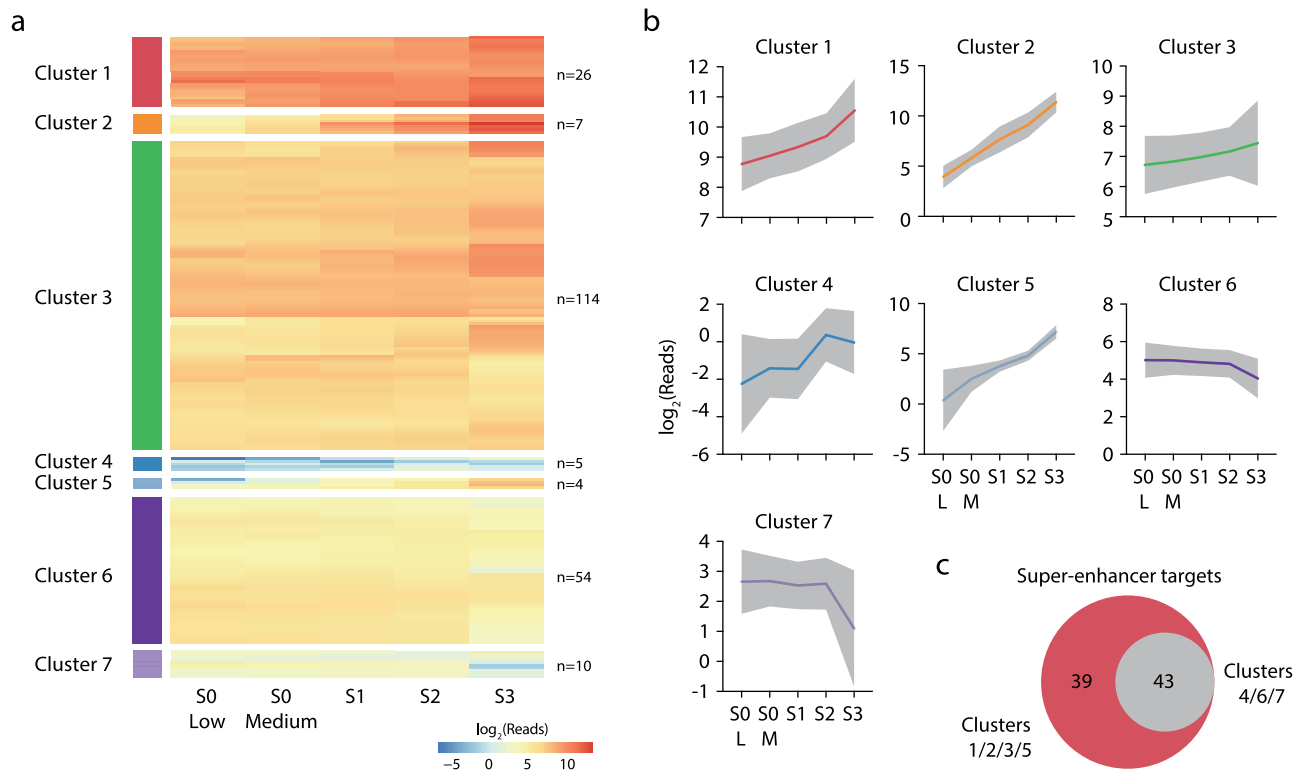 a
Cluster 1
n=26
Cluster 2
n=7
Cluster 3
n=114
Cluster 4
n=5
Cluster 5
n=4
Cluster 6
n=54
Cluster 7
n=10
S0 S0 S1 S2 S3
Low Medium
log2(Reads)
−5 0 5 10
b
Cluster 1
12
11
10
9
8
7
Cluster 2
15
10
5
0
Cluster 3
10
9
8
7
6
5
log2(Reads)
Cluster 4
2
0
-2
-4
-6
Cluster 5
10
5
0
-5
S0 S0 S1 S2 S3
L M
Cluster 6
8
6
4
2
0
S0 S0 S1 S2 S3
L M
Cluster 7
4
3
2
1
0
-1
S0 S0 S1 S2 S3
L M
c
Super-enhancer targets
39
43
Clusters
4/6/7
Clusters
1/2/3/5